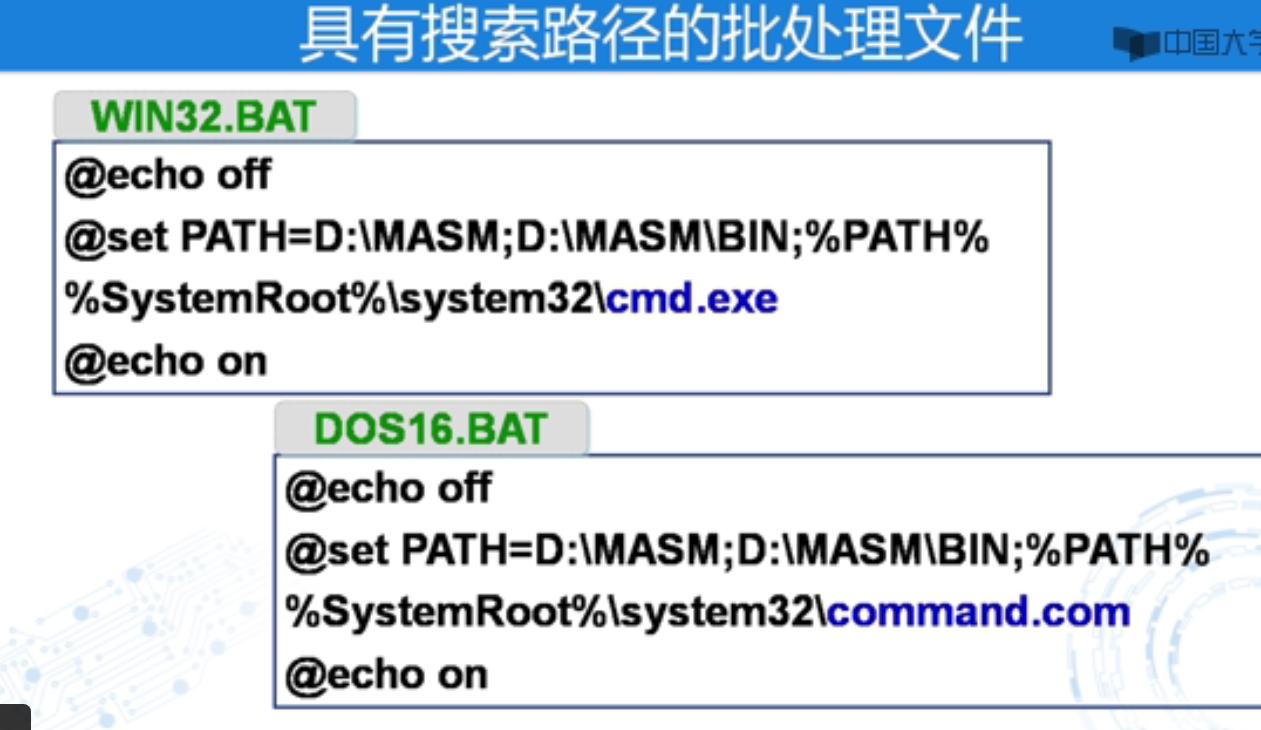 具有搜索路径的批处理文件
中国大学
WIN32.BAT
@echo off
@set PATH=D:\MASM;D:\MASM\BIN;%PATH%
%SystemRoot%\system32\cmd.exe
@echo on
DOS16.BAT
@echo off
@set PATH=D:\MASM;D:\MASM\BIN;%PATH%
%SystemRoot%\system32\command.com
@echo on